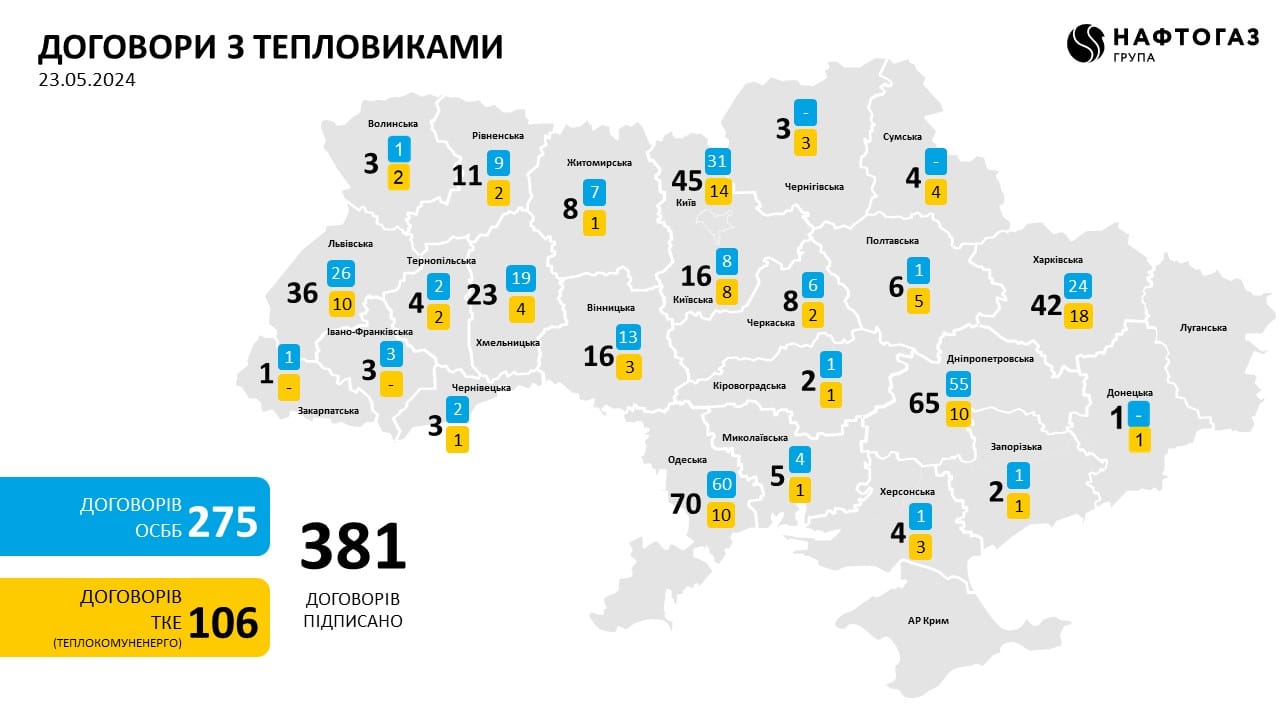 ДОГОВОРИ З ТЕПЛОВИКАМИ
23.05.2024
НАФТОГАЗ
ГРУПА
Волинська
3
1
2
Рівненська
11
9
2
Житомирська
8
7
1
45
31
14
Київ
3
-
3
Чернігівська
Сумська
4
-
4
Львівська
36
26
10
Тернопільська
4
2
2
23
19
4
Хмельницька
Вінницька
16
13
3
16
8
8
Київська
8
6
2
Черкаська
Полтавська
6
1
5
Харківська
42
24
18
Луганська
Івано-Франківська
3
3
-
1
1
-
Закарпатська
Чернівецька
3
2
1
Кіровоградська
2
1
1
Дніпропетровська
65
55
10
Донецька
1
-
1
Миколаївська
5
4
1
Одеська
70
60
10
Запорізька
2
1
1
Херсонська
4
1
3
АР Крим
ДОГОВОРІВ
ОСББ
275
ДОГОВОРІВ
ТКЕ
(ТЕПЛОКОМУНЕНЕРГО)
106
381
ДОГОВОРІВ
ПІДПИСАНО